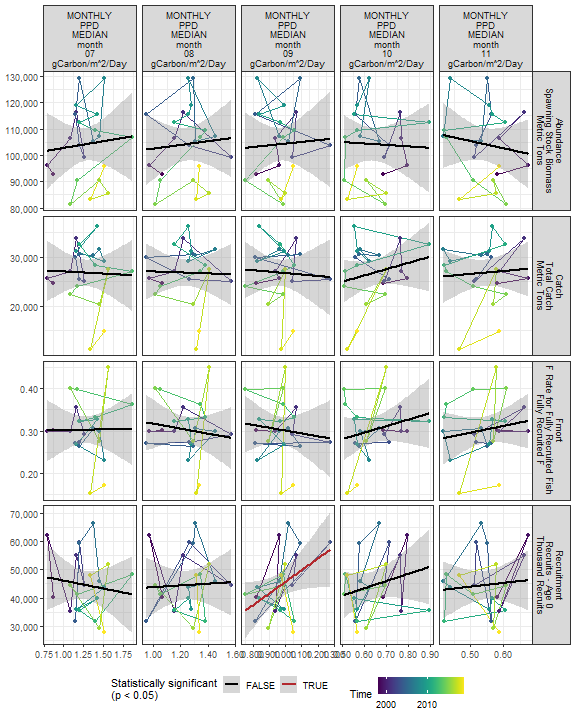 MONTHLY MONTHLY MONTHLY MONTHLY MONTHLY
PPD PPD PPD PPD PPD
MEDIAN MEDIAN MEDIAN MEDIAN MEDIAN
month month month month month
07 08 09 10 11
gCarbon/m^2/Day gCarbon/m^2/Day gCarbon/m^2/Day gCarbon/m^2/Day gCarbon/m^2/Day
130,000
120,000
110,000
100,000
90,000
80,000
Abundance
Spawning Stock Biomass
Metric Tons
30,000
20,000
Catch
Total Catch
Metric Tons
0.40
0.30
0.20
Fmort
F Rate for Fully Recruited Fish
Fully Recruited F
70,000
60,000
50,000
40,000
30,000
Recruitment
Recruits - Age 0
Thousand Recruits
0.75 1.00 1.25 1.50 1.75
1.00 1.20 1.40 1.60
0.90 1.00 1.10 1.20
0.60 0.70 0.80 0.90
0.50 0.60
Statistically significant
(p < 0.05)
FALSE TRUE
Time
2000 2010